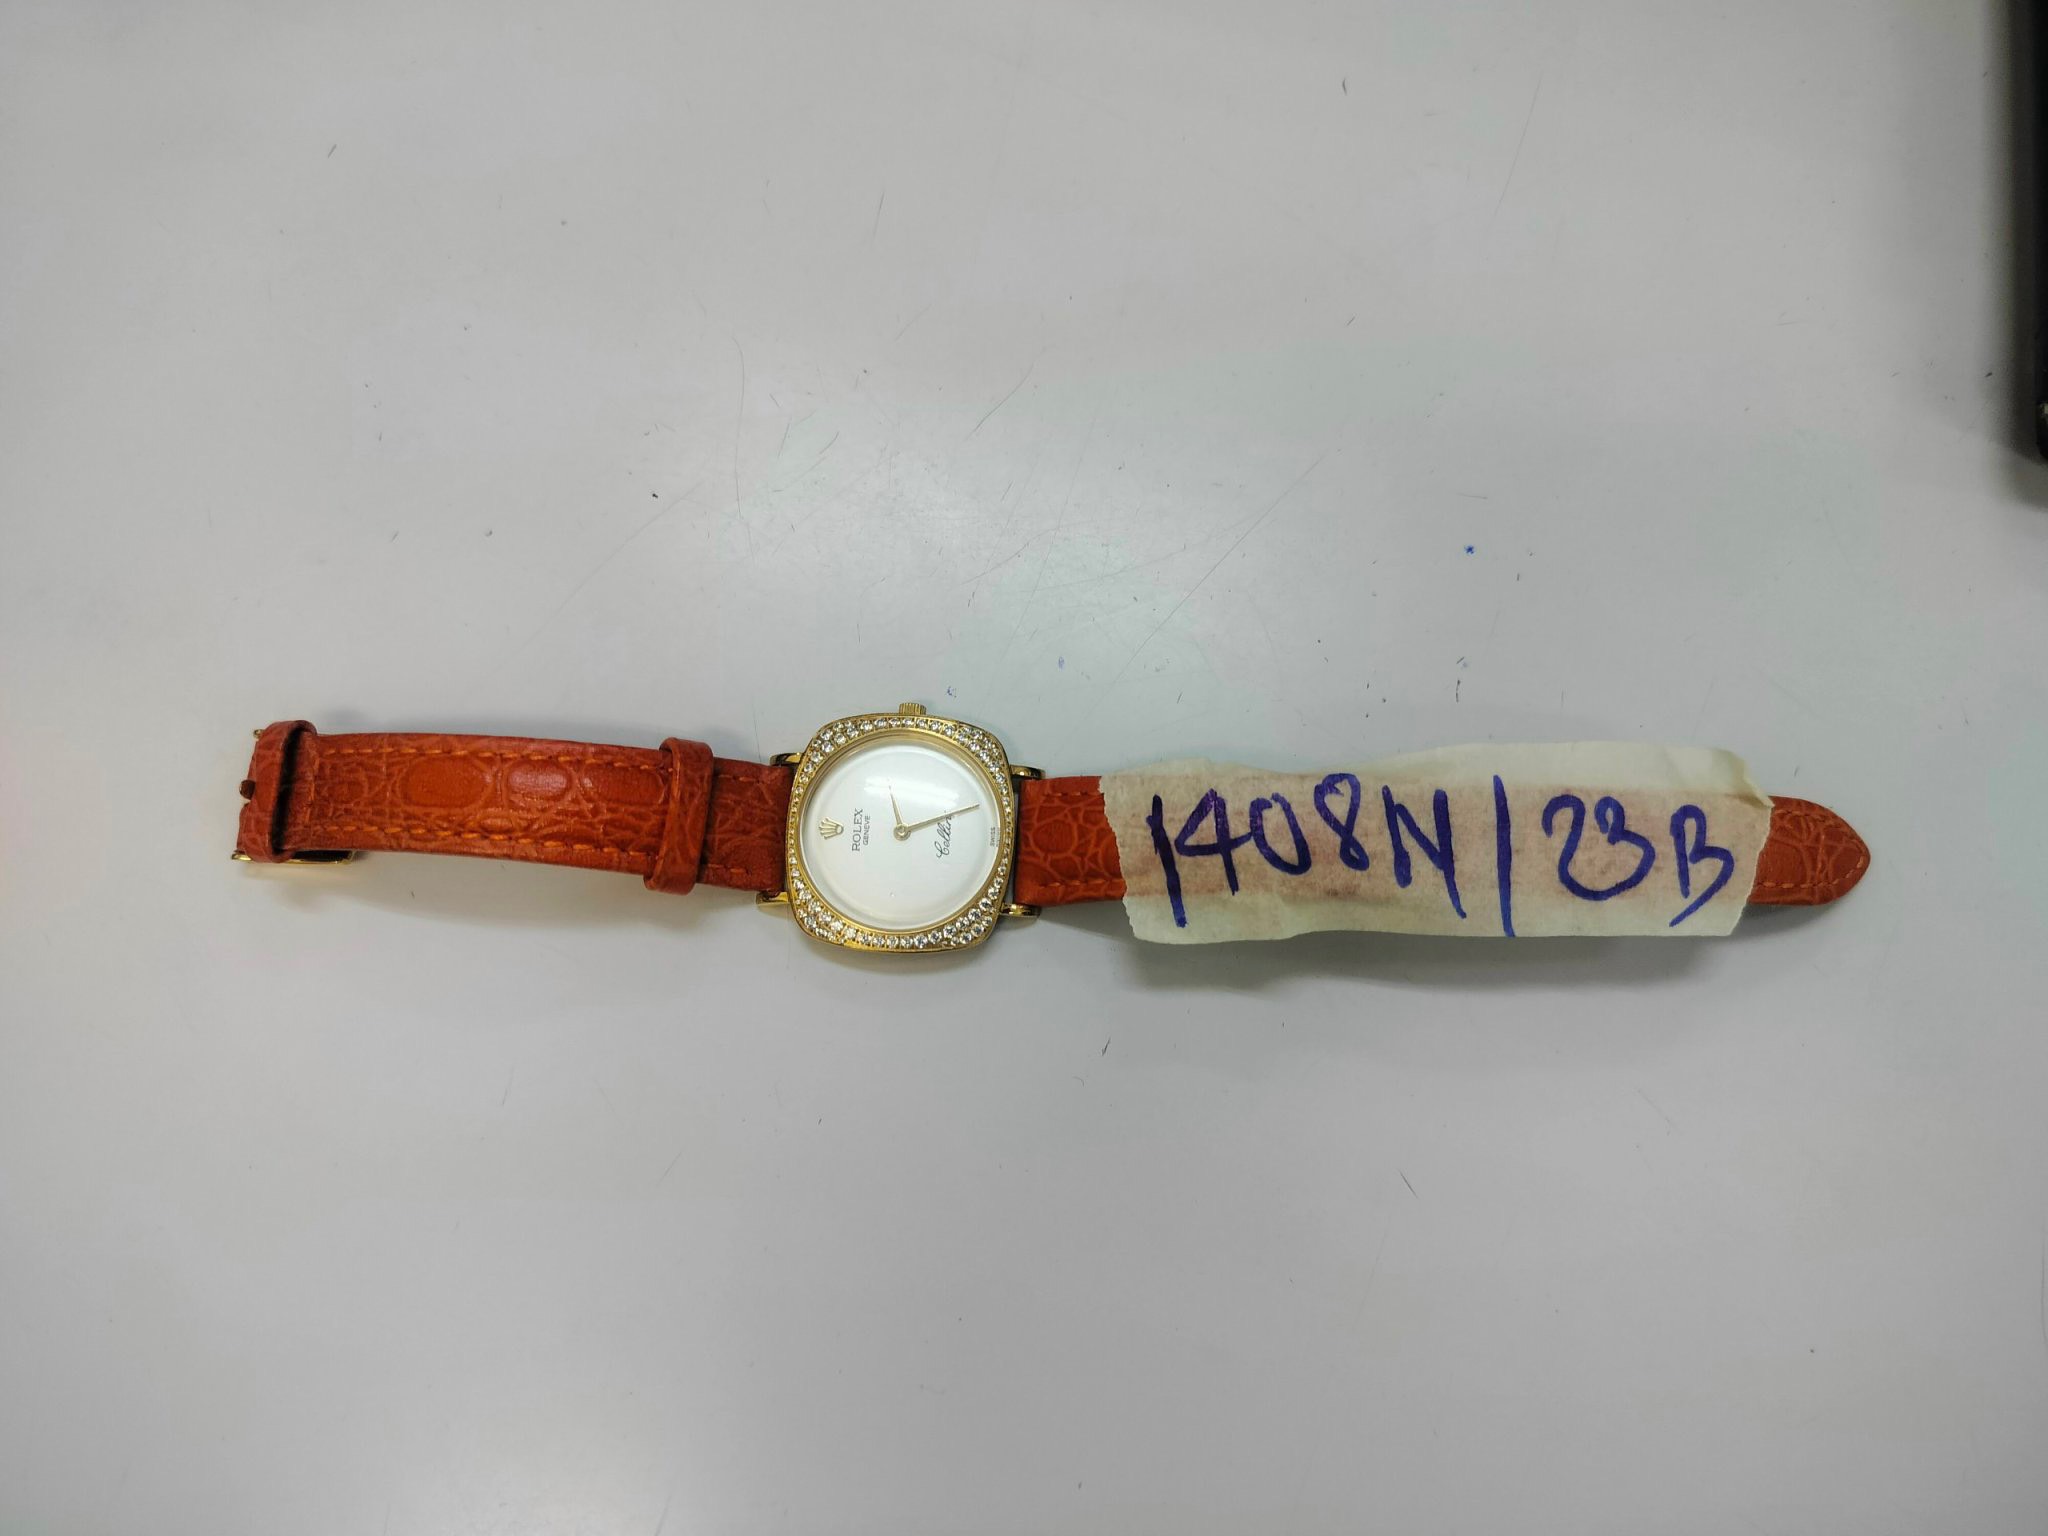 ROLEX
GENEVE
Cellini
SWISS
1408N/23B